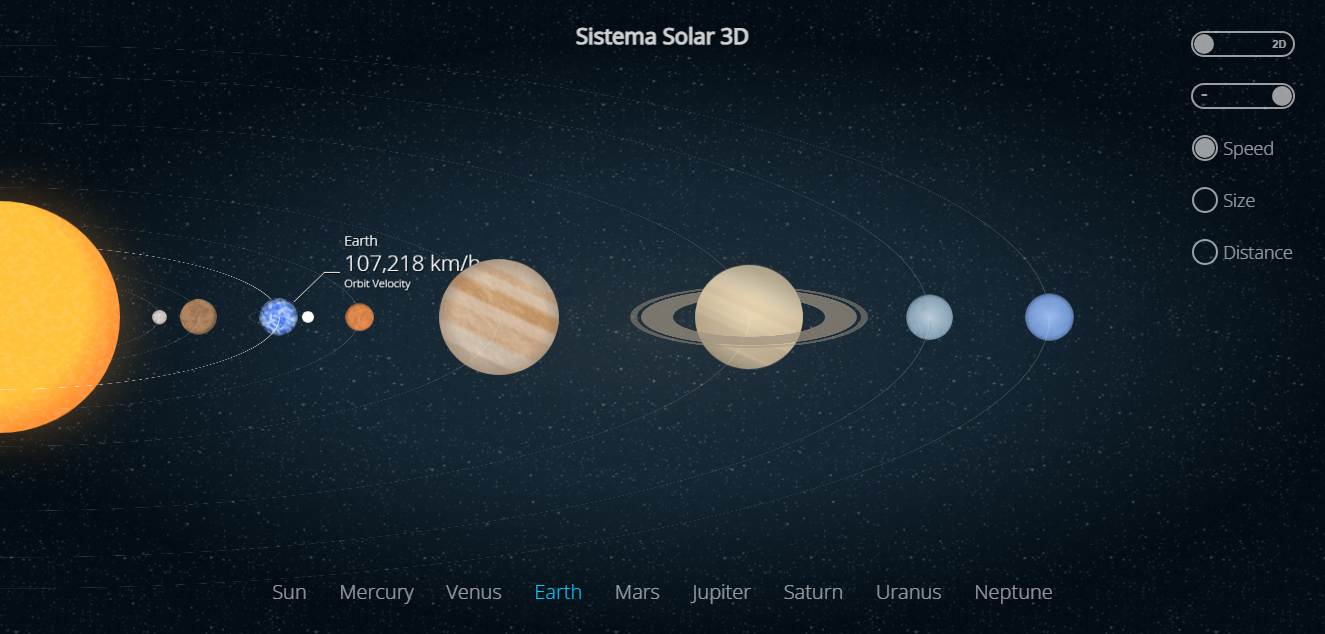 Sistema Solar 3D
2D
-
Speed
Size
Distance
Earth
107,218 km/h
Orbit Velocity
Sun Mercury Venus Earth Mars Jupiter Saturn Uranus Neptune